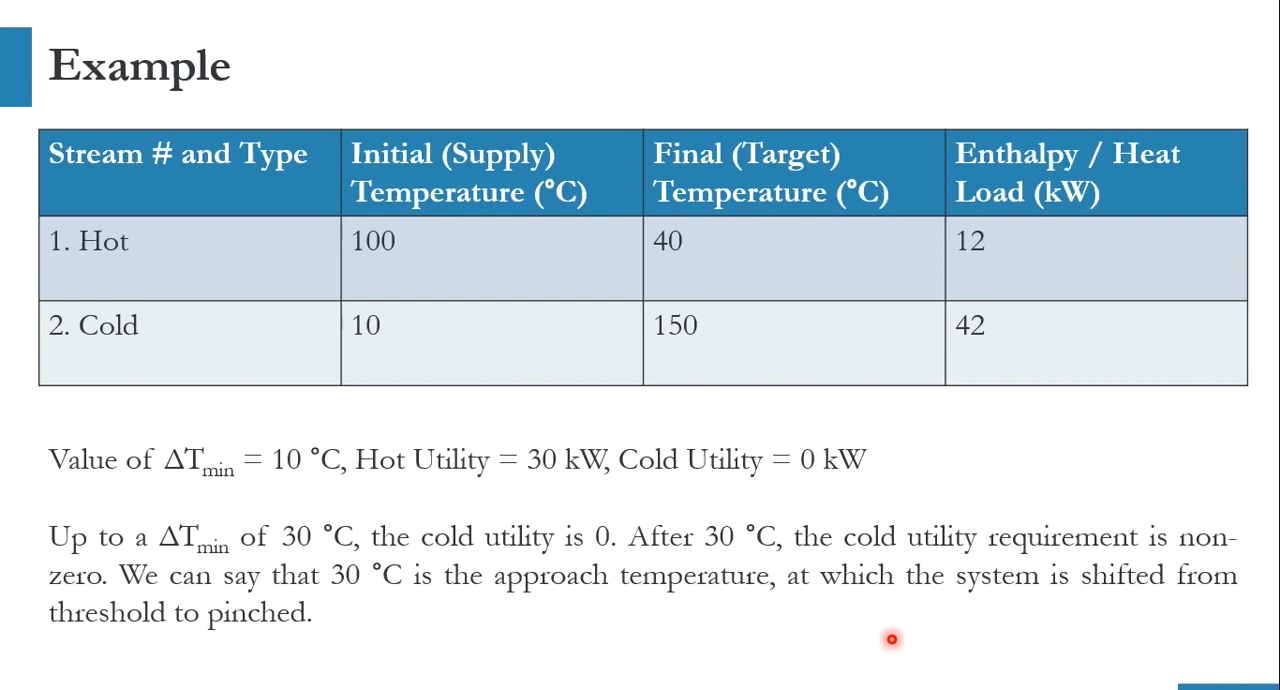 Example
Stream # and Type Initial (Supply) Final (Target) Enthalpy / Heat
Temperature (°C) Temperature (°C) Load (kW)
1. Hot 100 40 12
2. Cold 10 150 42
Value of ΔTmin = 10 °C, Hot Utility = 30 kW, Cold Utility = 0 kW
Up to a ΔTmin of 30 °C, the cold utility is 0. After 30 °C, the cold utility requirement is non-
zero. We can say that 30 °C is the approach temperature, at which the system is shifted from
threshold to pinched.